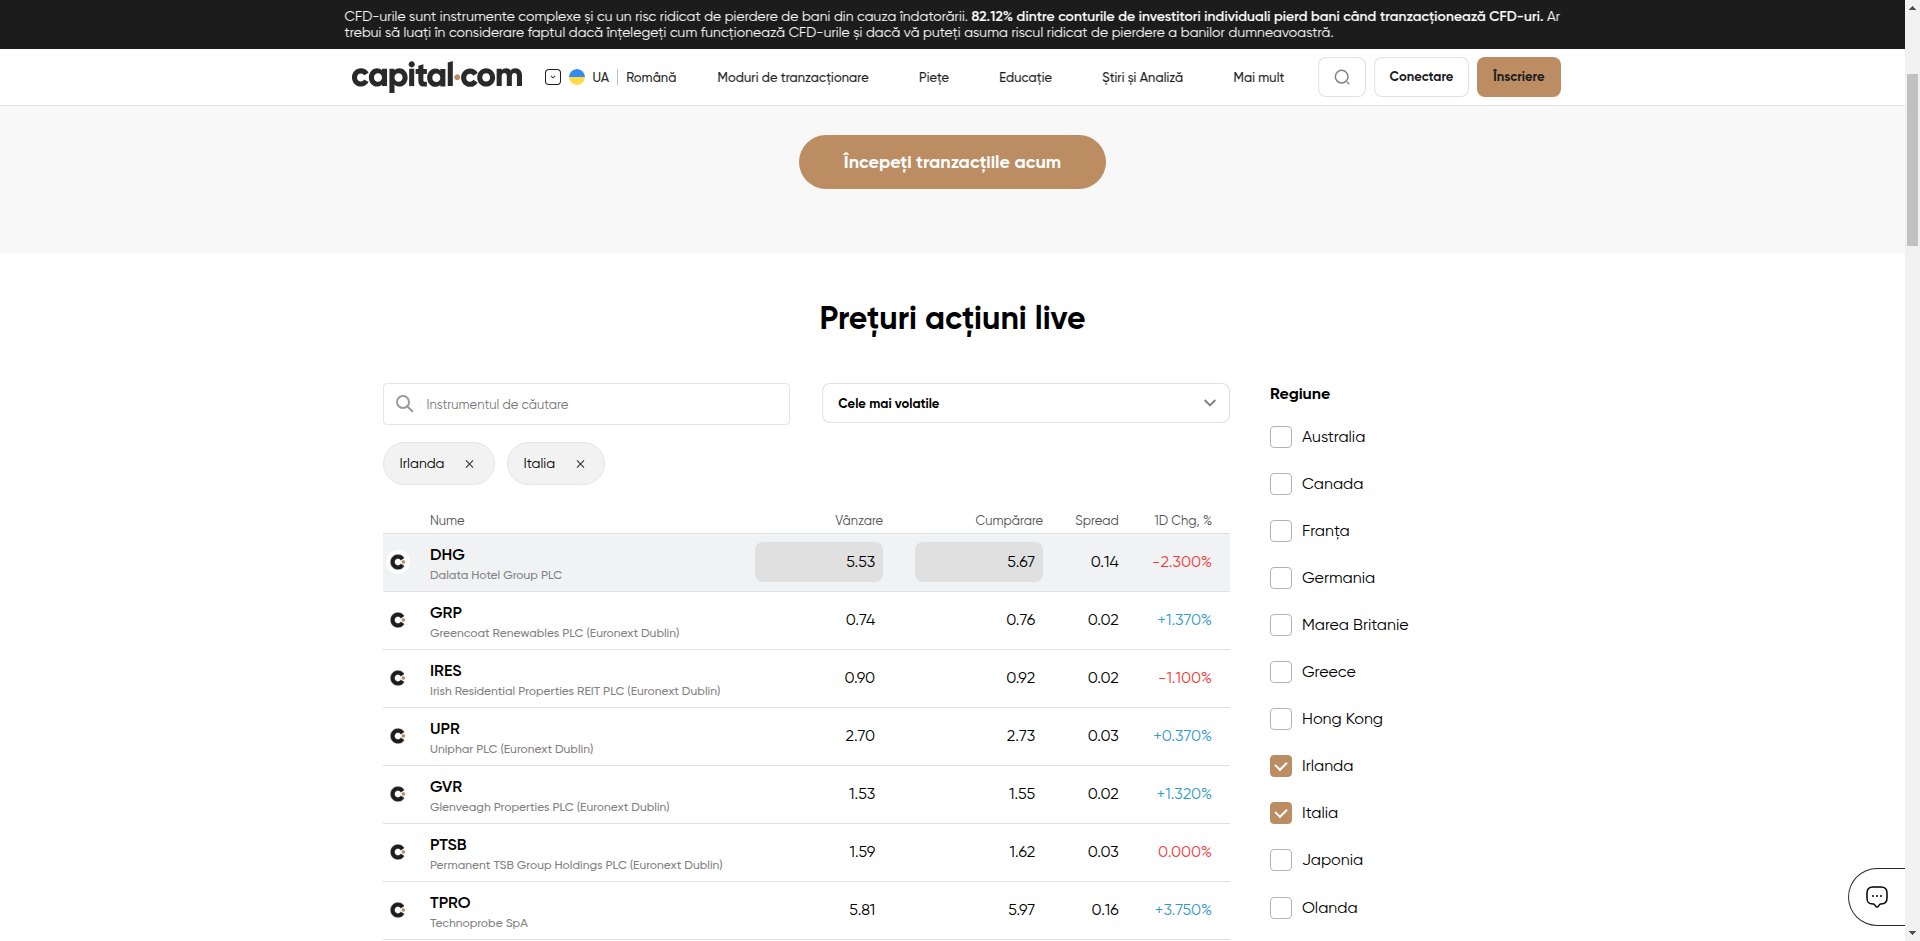 CFD-urile sunt instrumente complexe și cu un risc ridicat de pierdere de bani din cauza îndatorării. 82.12% dintre conturile de investitori individuali pierd bani când tranzacționează CFD-uri. Ar
trebui să luați în considerare faptul dacă înțelegeți cum funcționează CFD-urile și dacă vă puteți asuma riscul ridicat de pierdere a banilor dumneavoastră.
capital.com UA Română Moduri de tranzacționare Piețe Educație Știri și Analiză Mai mult Conectare Înscriere
Începeți tranzacțiile acum
Prețuri acțiuni live
Instrumentul de căutare
Cele mai volatile
Irlanda × Italia ×
Nume Vânzare Cumpărare Spread 1D Chg, %
DHG 5.53 5.67 0.14 -2.300%
Dalata Hotel Group PLC
GRP 0.74 0.76 0.02 +1.370%
Greencoat Renewables PLC (Euronext Dublin)
IRES 0.90 0.92 0.02 -1.100%
Irish Residential Properties REIT PLC (Euronext Dublin)
UPR 2.70 2.73 0.03 +0.370%
Uniphar PLC (Euronext Dublin)
GVR 1.53 1.55 0.02 +1.320%
Glenveagh Properties PLC (Euronext Dublin)
PTSB 1.59 1.62 0.03 0.000%
Permanent TSB Group Holdings PLC (Euronext Dublin)
TPRO 5.81 5.97 0.16 +3.750%
Technoprobe SpA
Regiune
Australia
Canada
Franța
Germania
Marea Britanie
Greece
Hong Kong
Irlanda
Italia
Japonia
Olanda